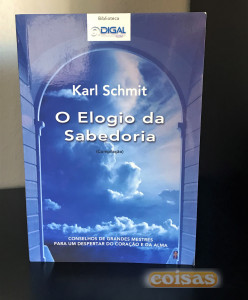 Biblioteca
DIGAL
Karl Schmit
O Elogio da
Sabedoria
CONSELHOS DE GRANDES MESTRES
PARA UM DESPERTAR DO CORAÇÃO E DA ALMA
coisas